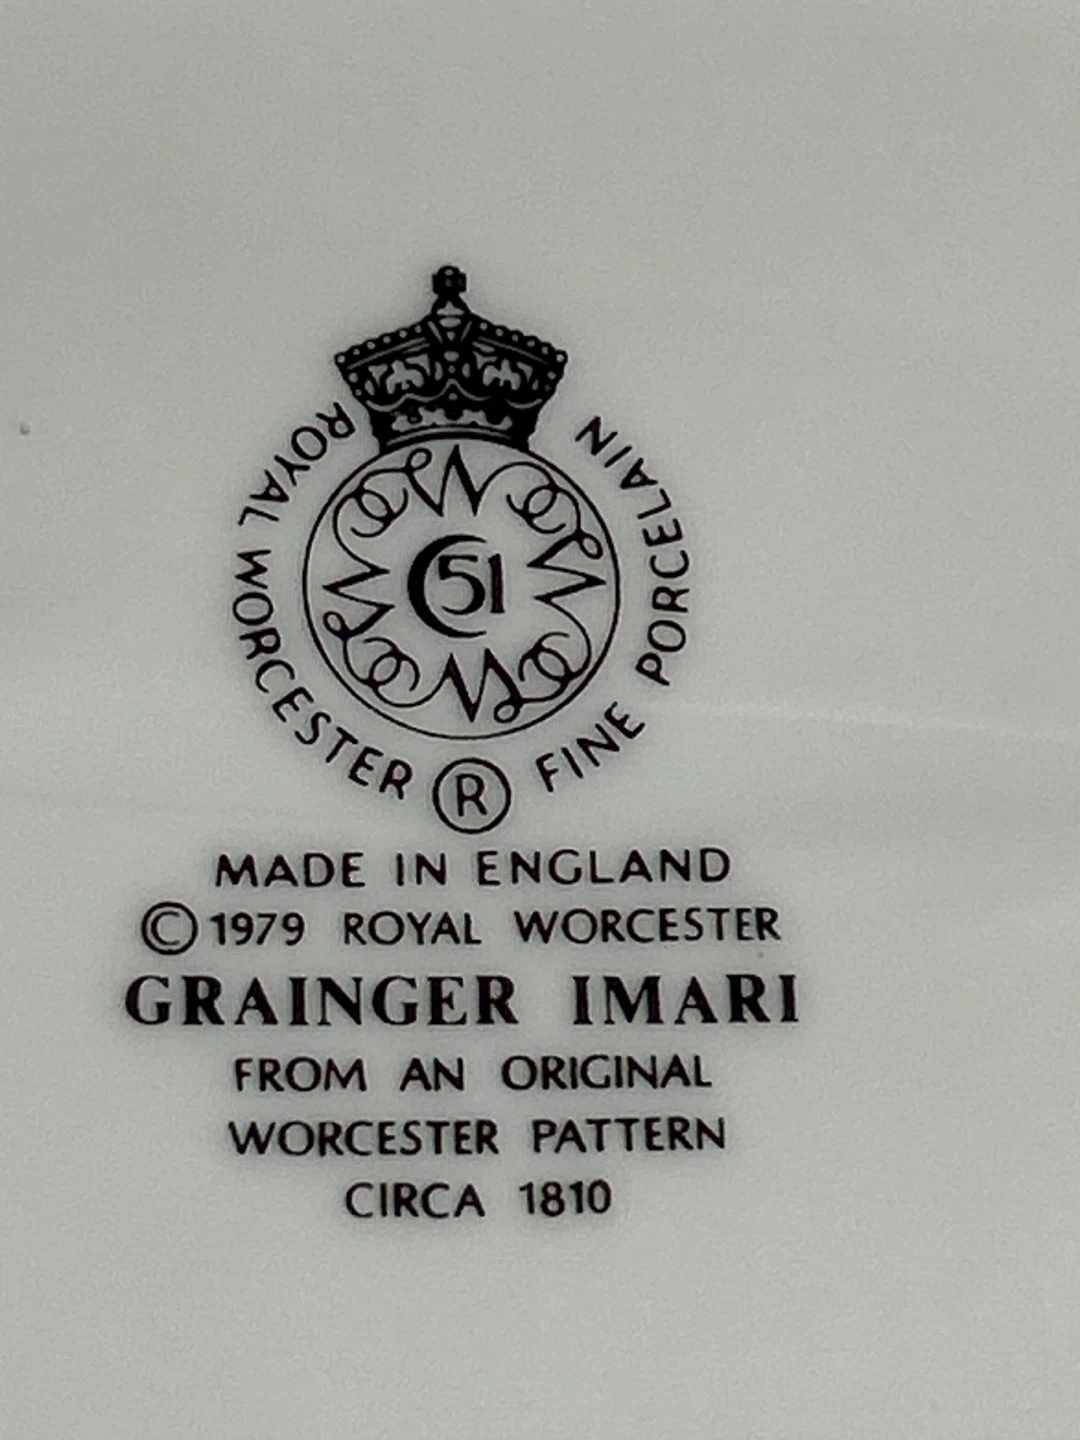 ROYAL WORCESTER ® FINE PORCELAIN
51
MADE IN ENGLAND
© 1979 ROYAL WORCESTER
GRAINGER IMARI
FROM AN ORIGINAL
WORCESTER PATTERN
CIRCA 1810